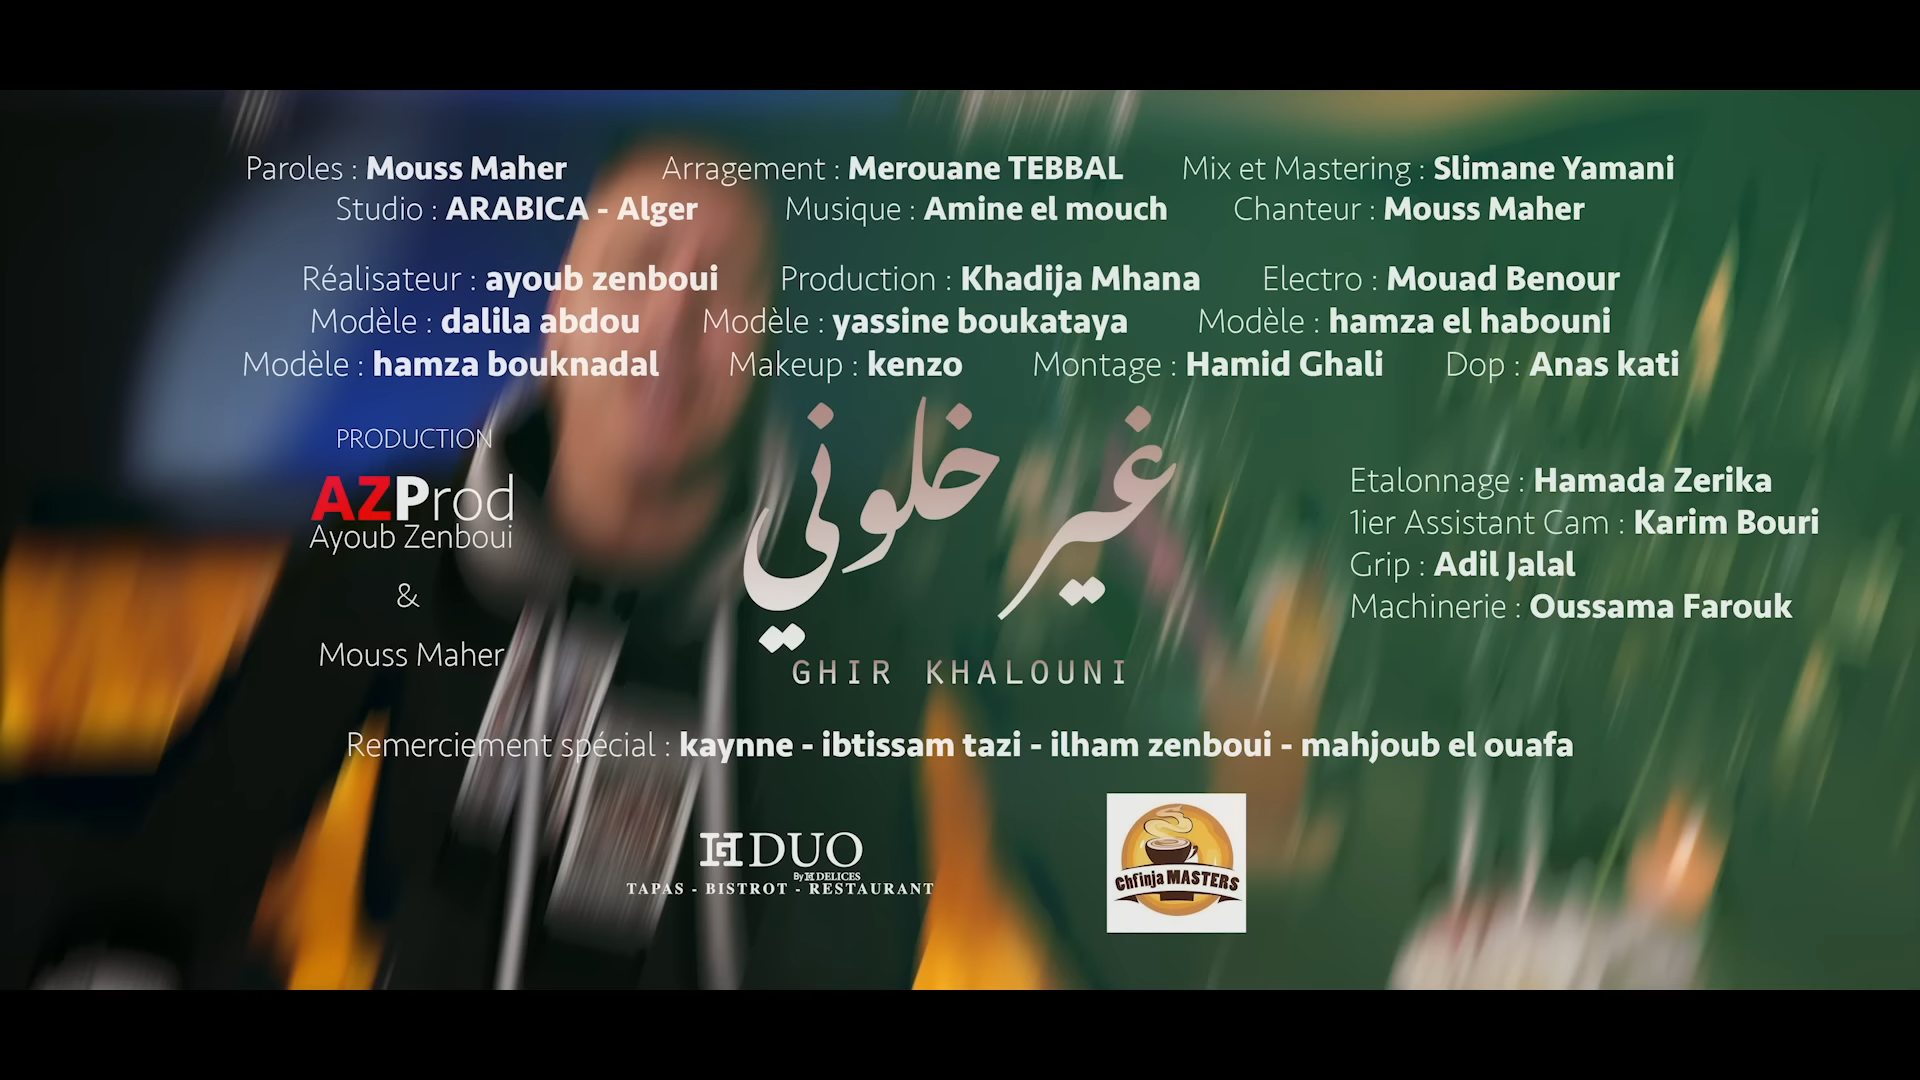 Paroles : Mouss Maher Arragement : Merouane TEBBAL Mix et Mastering : Slimane Yamani
Studio : ARABICA - Alger Musique : Amine el mouch Chanteur : Mouss Maher
Réalisateur : ayoub zenboui Production : Khadija Mhana Electro : Mouad Benour
Modèle : dalila abdou Modèle : yassine boukataya Modèle : hamza el habouni
Modèle : hamza bouknadal Makeup : kenzo Montage : Hamid Ghali Dop : Anas kati
PRODUCTION
AZProd
Ayoub Zenboui
&
Mouss Maher
غير خلوني
GHIR KHALOUNI
Etalonnage : Hamada Zerika
1ier Assistant Cam : Karim Bouri
Grip : Adil Jalal
Machinerie : Oussama Farouk
Remerciement spécial : kaynne - ibtissam tazi - ilham zenboui - mahjoub el ouafa
DUO
By H DELICES
TAPAS - BISTROT - RESTAURANT
Chfinja MASTERS